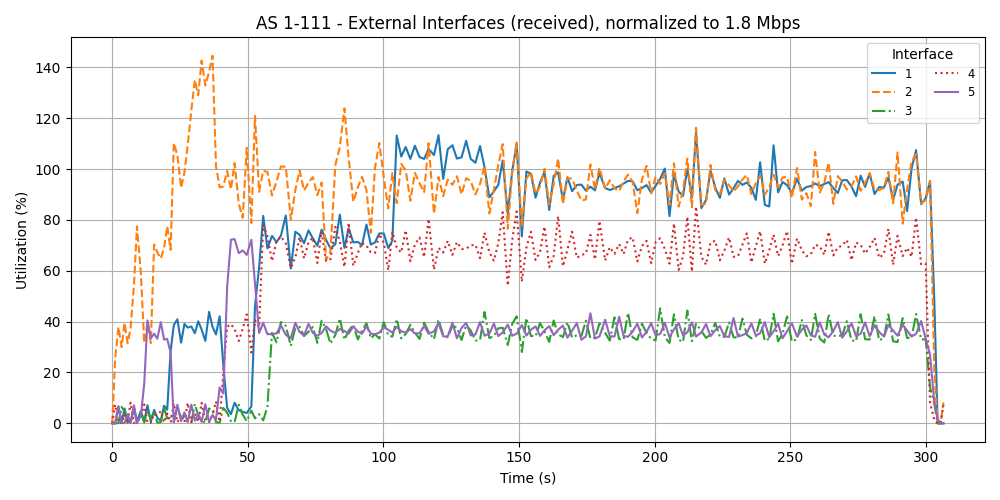 AS 1-111 - External Interfaces (received), normalized to 1.8 Mbps
Utilization (%)
140
120
100
80
60
40
20
0
0 50 100 150 200 250 300
Time (s)
Interface
1 4
2 5
3